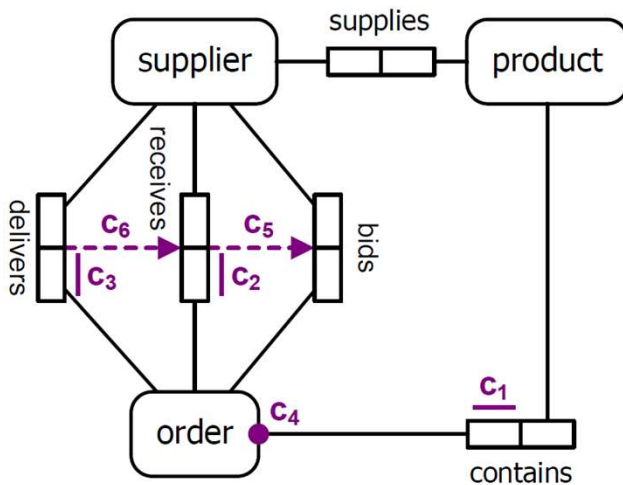 supplies
supplier
product
receives
delivers
c6
c5
bids
c3
c2
order
c4
c1
contains